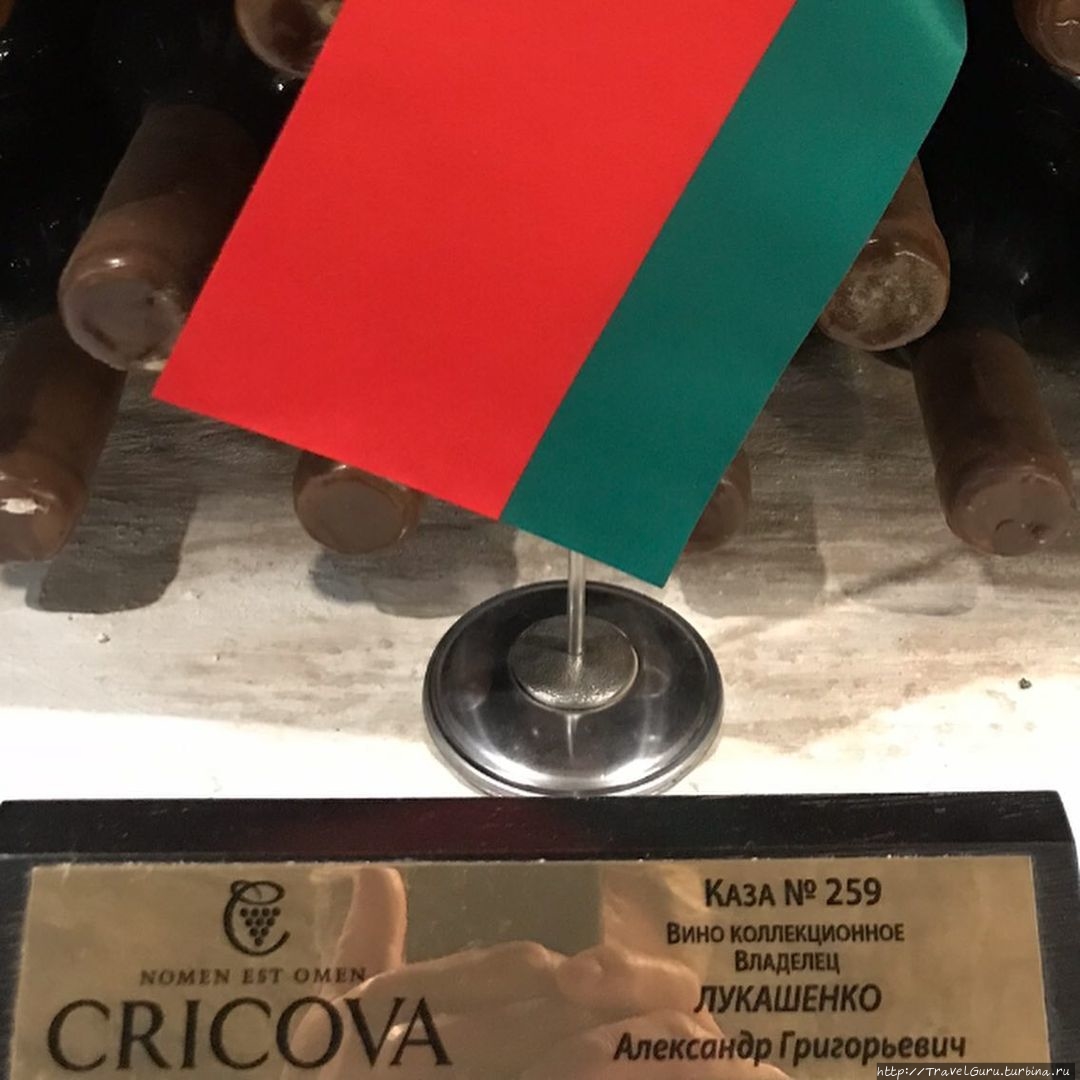 NOMEN EST OMEN
CRICOVA
КАЗА № 259
ВИНО КОЛЛЕКЦИОННОЕ
ВЛАДЕЛЕЦ
ЛУКАШЕНКО
Александр Григорьевич
http://TravelGuru.turbina.ru